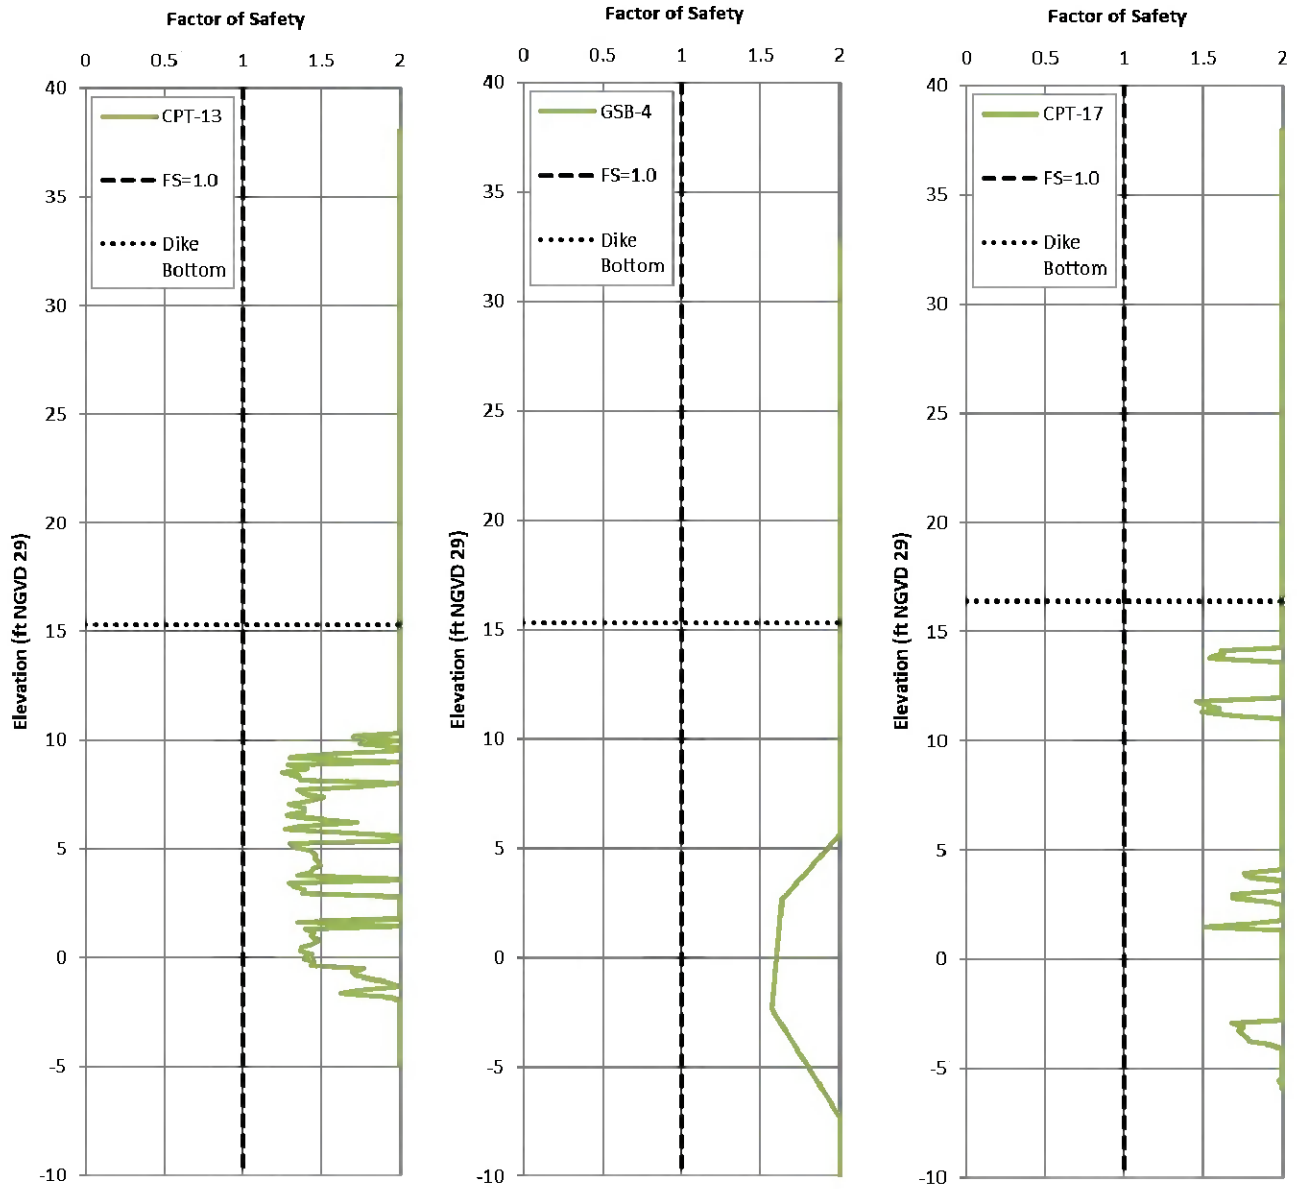 Factor of Safety
0 0.5 1 1.5 2
40
35
30
25
20
15
10
5
0
-5
-10
Elevation (ft NGVD 29)
CPT-13
FS=1.0
Dike
Bottom
Factor of Safety
0 0.5 1 1.5 2
40
35
30
25
20
15
10
5
0
-5
-10
Elevation (ft NGVD 29)
GSB-4
FS=1.0
Dike
Bottom
Factor of Safety
0 0.5 1 1.5 2
40
35
30
25
20
15
10
5
0
-5
-10
Elevation (ft NGVD 29)
CPT-17
FS=1.0
Dike
Bottom